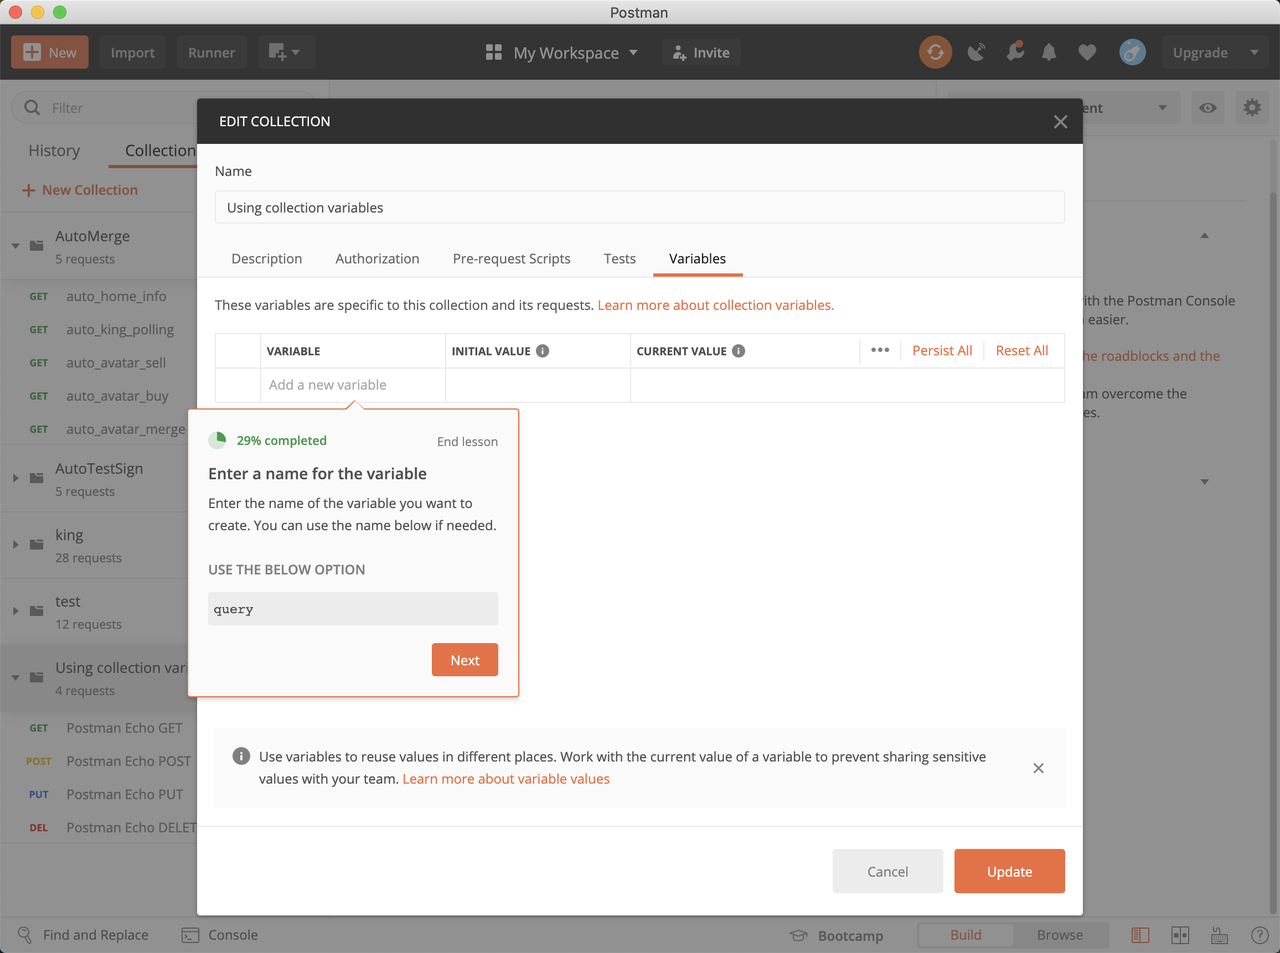 Postman
New
Import
Runner
My Workspace
Invite
Upgrade
Filter
ent
EDIT COLLECTION
History
Collection
New Collection
Name
Using collection variables
Description
Authorization
Pre-request Scripts
Tests
Variables
These variables are specific to this collection and its requests. Learn more about collection variables.
VARIABLE
INITIAL VALUE
CURRENT VALUE
Persist All
Reset All
Add a new variable
AutoMerge
5 requests
GET auto_home_info
GET auto_king_polling
GET auto_avatar_sell
GET auto_avatar_buy
GET auto_avatar_merge
AutoTestSign
5 requests
king
28 requests
test
12 requests
Using collection var
4 requests
GET Postman Echo GET
POST Postman Echo POST
PUT Postman Echo PUT
DEL Postman Echo DELET
29% completed
End lesson
Enter a name for the variable
Enter the name of the variable you want to
create. You can use the name below if needed.
USE THE BELOW OPTION
query
Next
ith the Postman Console
easier.
he roadblocks and the
am overcome the
es.
Use variables to reuse values in different places. Work with the current value of a variable to prevent sharing sensitive
values with your team. Learn more about variable values
Cancel
Update
Find and Replace
Console
Bootcamp
Build
Browse